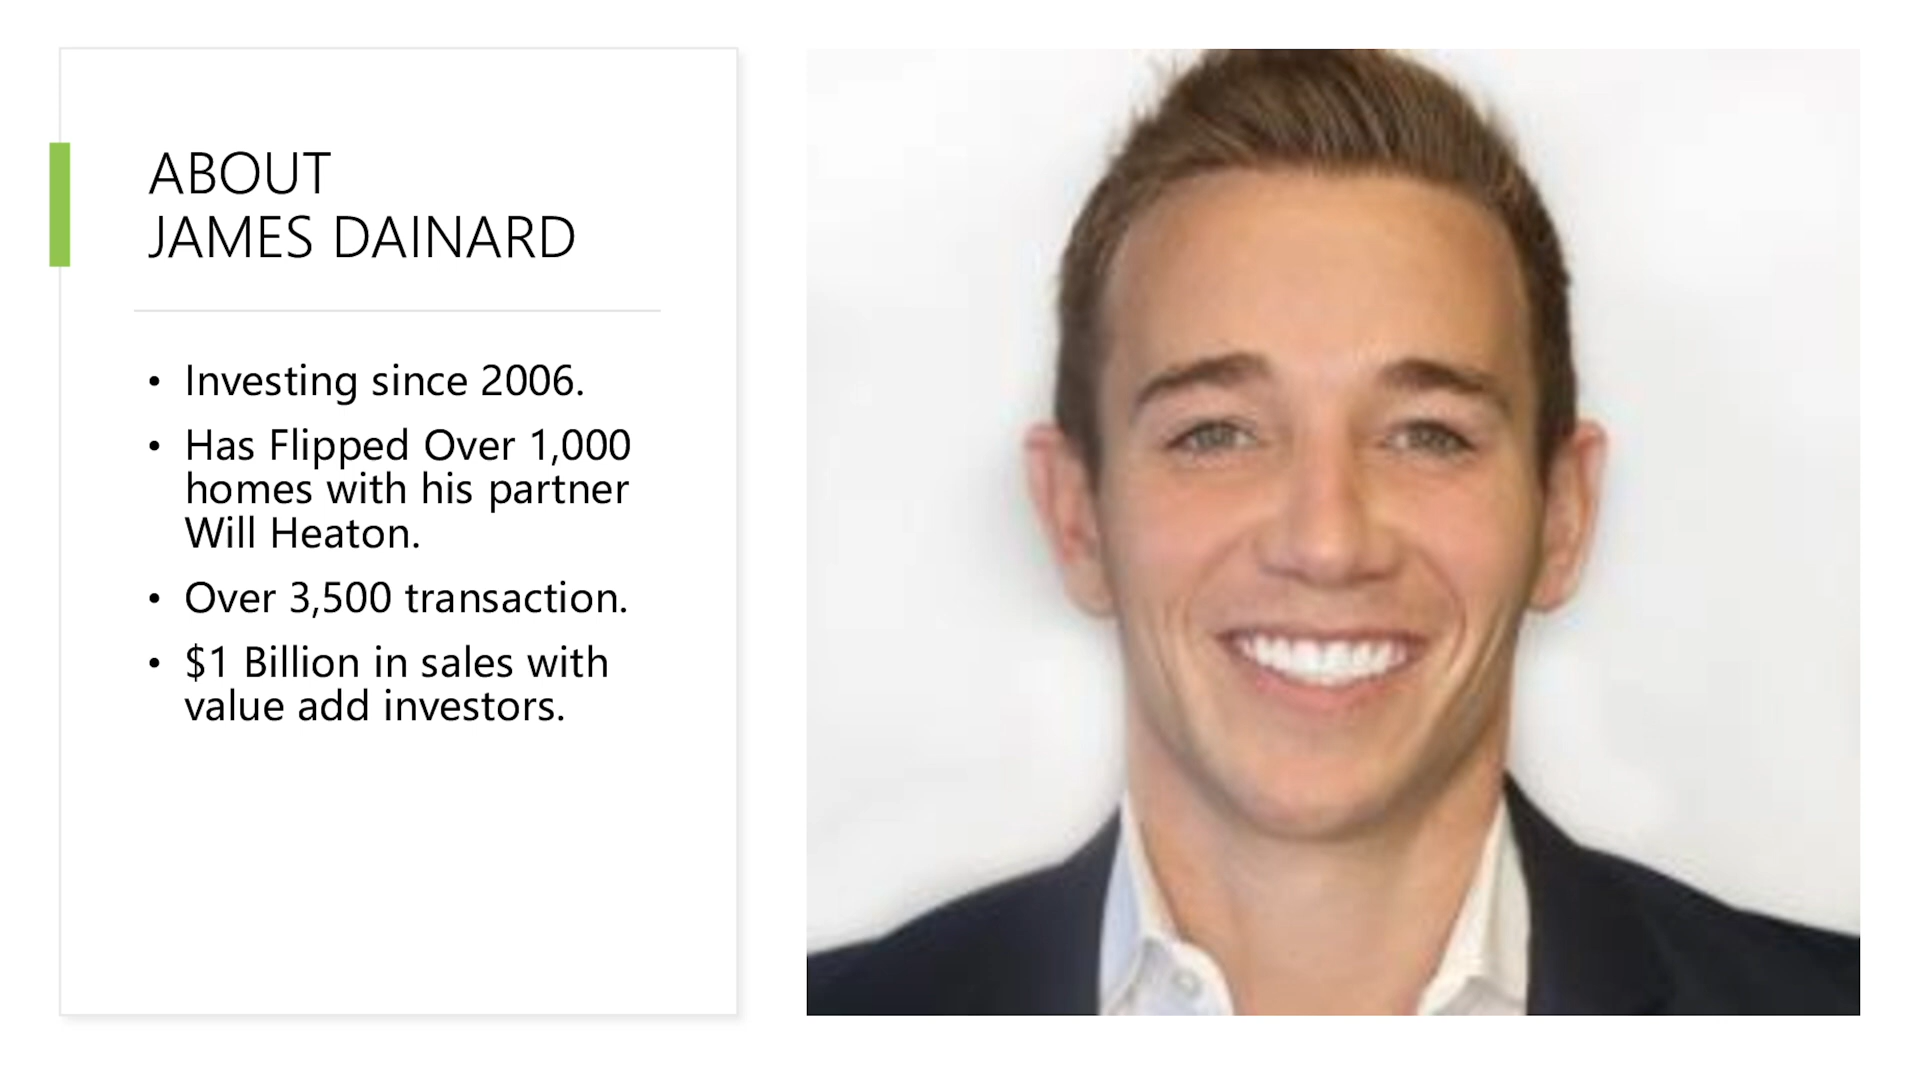 ABOUT
JAMES DAINARD
• Investing since 2006.
• Has Flipped Over 1,000
homes with his partner
Will Heaton.
• Over 3,500 transaction.
• $1 Billion in sales with
value add investors.